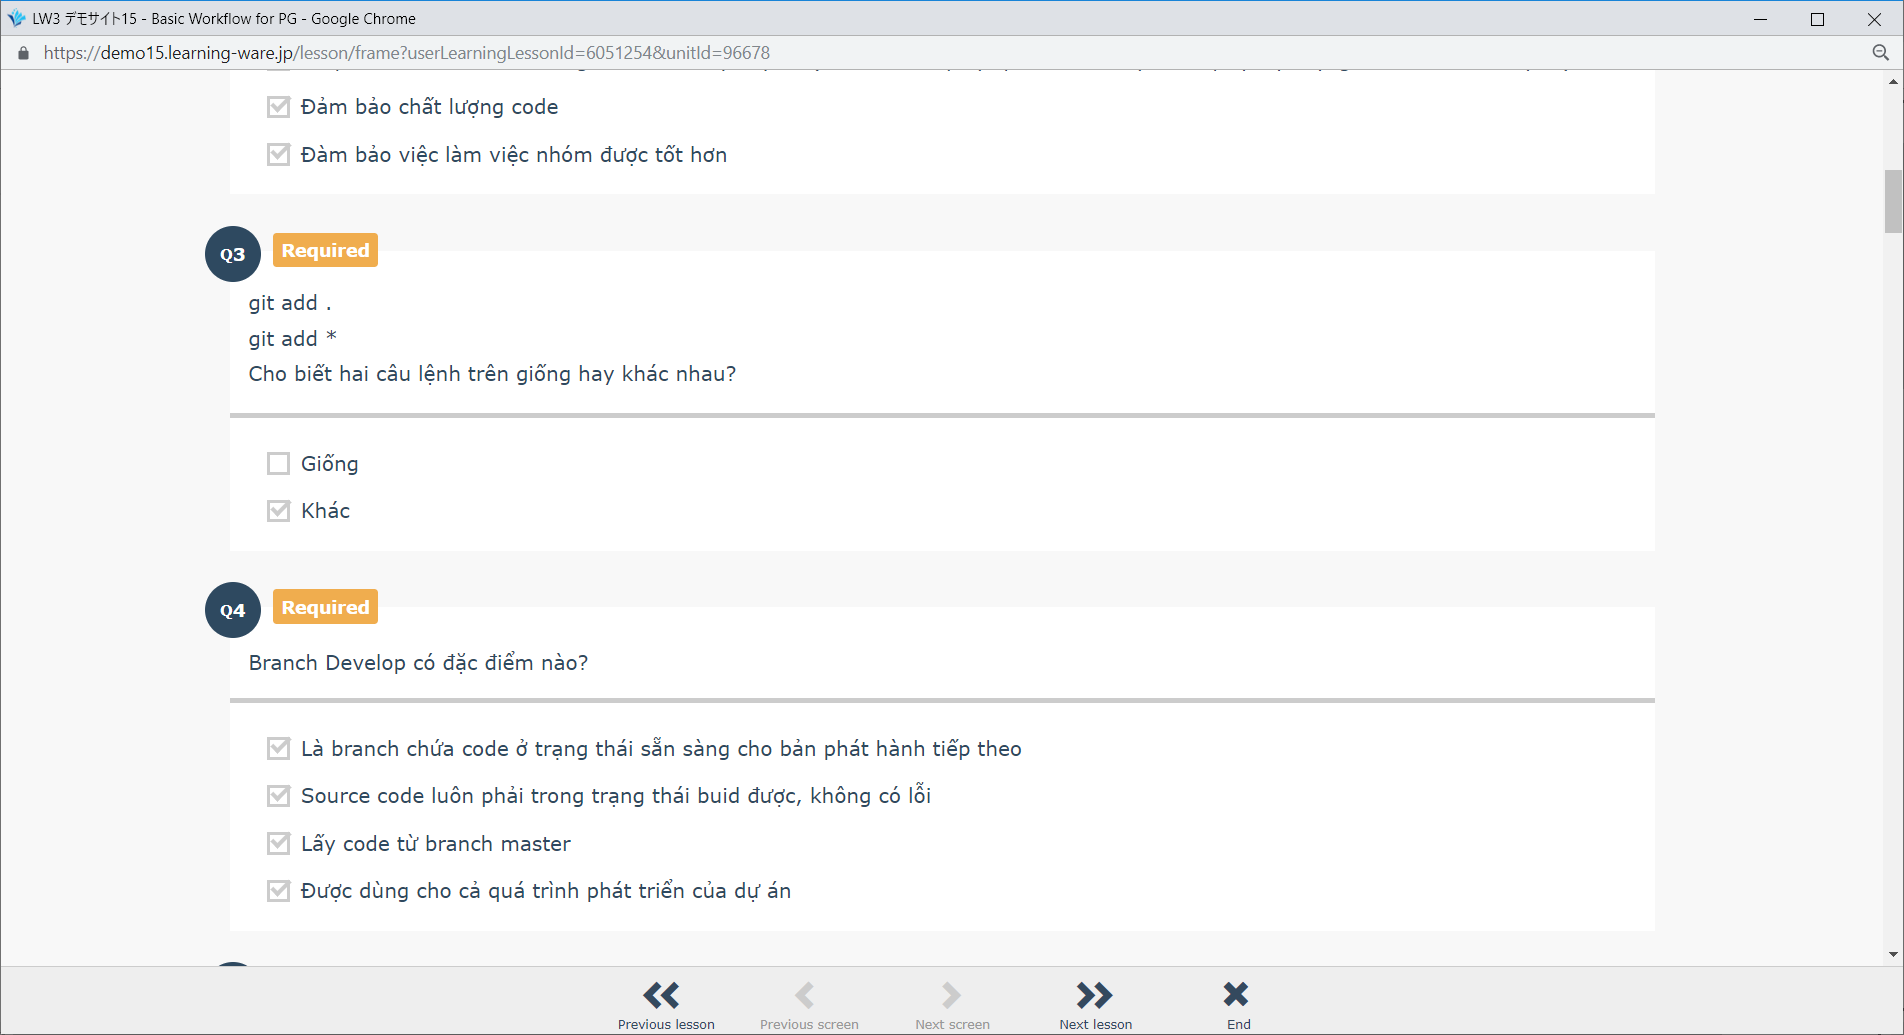 LW3 デモサイト15 - Basic Workflow for PG - Google Chrome
https://demo15.learning-ware.jp/lesson/frame?userLearningLessonId=6051254&unitId=96678
Đảm bảo chất lượng code
Đàm bảo việc làm việc nhóm được tốt hơn
Q3 Required
git add .
git add *
Cho biết hai câu lệnh trên giống hay khác nhau?
Giống
Khác
Q4 Required
Branch Develop có đặc điểm nào?
Là branch chứa code ở trạng thái sẵn sàng cho bản phát hành tiếp theo
Source code luôn phải trong trạng thái buid được, không có lỗi
Lấy code từ branch master
Được dùng cho cả quá trình phát triển của dự án
Previous lesson Previous screen Next screen Next lesson End